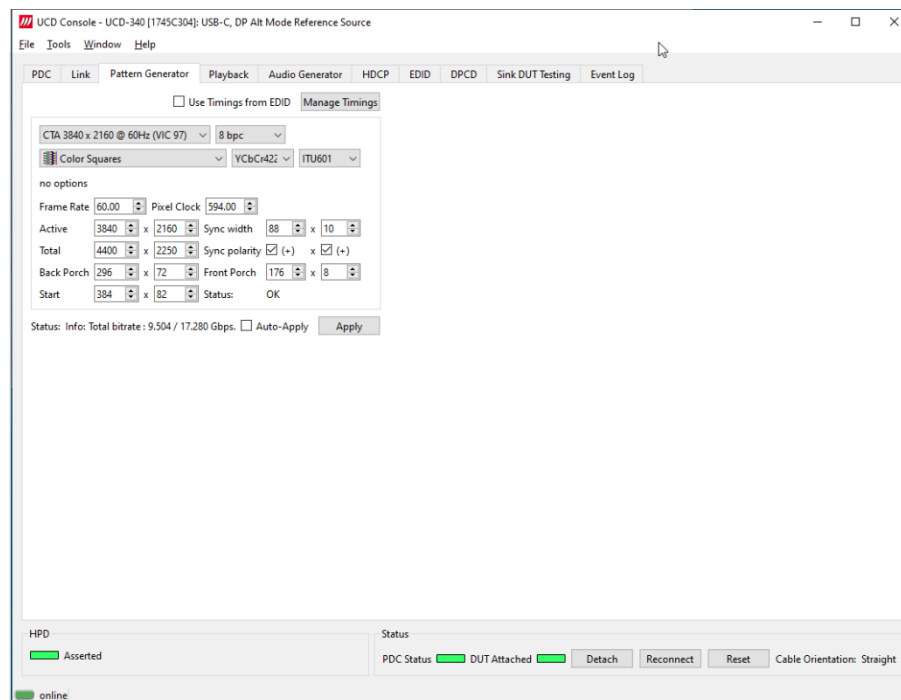 UCD Console - UCD-340 [1745C304]: USB-C, DP Alt Mode Reference Source
File Tools Window Help
PDC Link Pattern Generator Playback Audio Generator HDCP EDID DPCD Sink DUT Testing Event Log
Use Timings from EDID Manage Timings
CTA 3840 x 2160 @ 60Hz (VIC 97) 8 bpc
Color Squares YCbCr422 ITU601
no options
Frame Rate 60.00 Pixel Clock 594.00
Active 3840 x 2160 Sync width 88 x 10
Total 4400 x 2250 Sync polarity (+) x (+)
Back Porch 296 x 72 Front Porch 176 x 8
Start 384 x 82 Status: OK
Status: Info: Total bitrate : 9.504 / 17.280 Gbps. Auto-Apply Apply
HPD Status
Asserted PDC Status DUT Attached Detach Reconnect Reset Cable Orientation: Straight
online